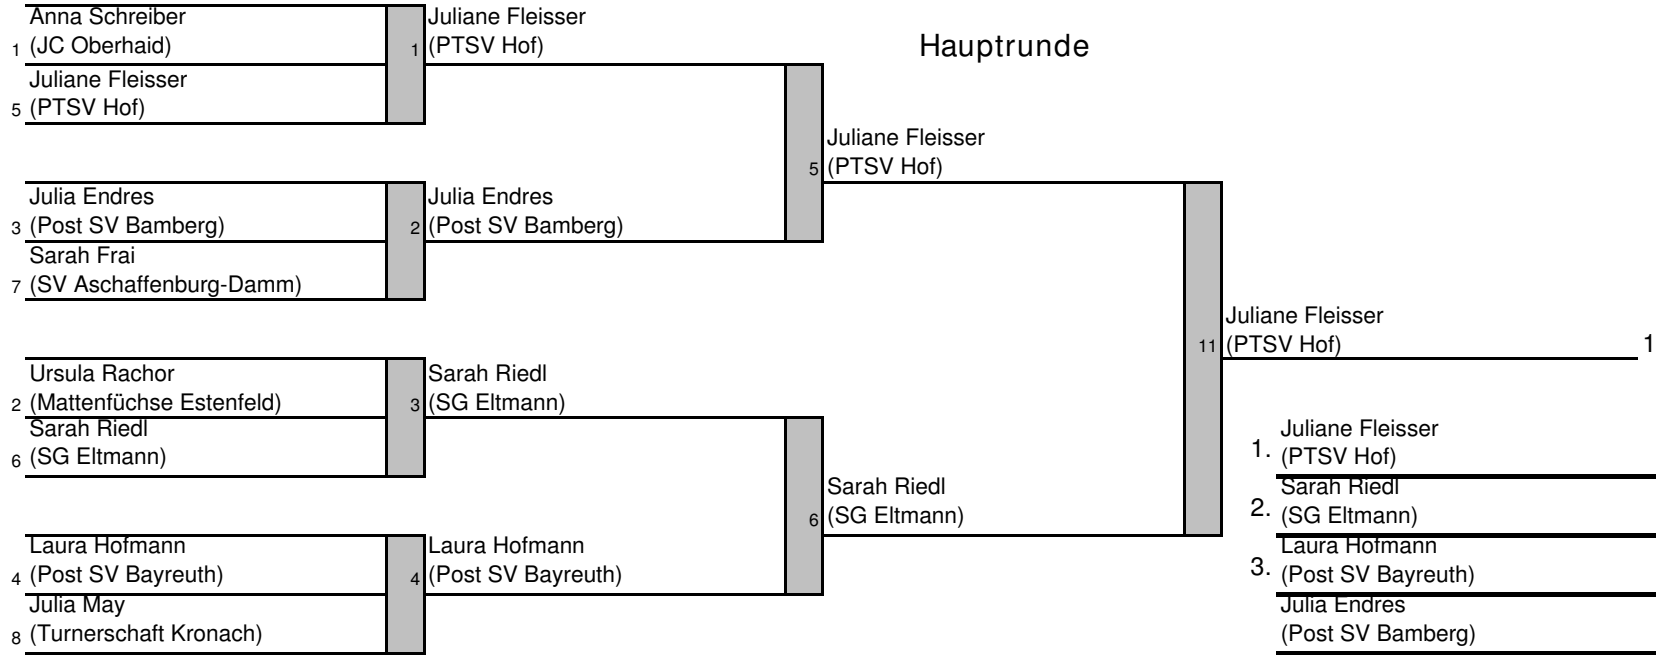 Hauptrunde
Anna Schreiber
1 (JC Oberhaid)
Juliane Fleisser
5 (PTSV Hof)
Julia Endres
3 (Post SV Bamberg)
Sarah Frai
7 (SV Aschaffenburg-Damm)
Ursula Rachor
2 (Mattenfüchse Estenfeld)
Sarah Riedl
6 (SG Eltmann)
Laura Hofmann
4 (Post SV Bayreuth)
Julia May
8 (Turnerschaft Kronach)
Juliane Fleisser
1 (PTSV Hof)
Julia Endres
2 (Post SV Bamberg)
Sarah Riedl
3 (SG Eltmann)
Laura Hofmann
4 (Post SV Bayreuth)
Juliane Fleisser
5 (PTSV Hof)
Sarah Riedl
6 (SG Eltmann)
Juliane Fleisser
11 (PTSV Hof) 1
Juliane Fleisser
1. (PTSV Hof)
Sarah Riedl
2. (SG Eltmann)
Laura Hofmann
3. (Post SV Bayreuth)
Julia Endres
(Post SV Bamberg)